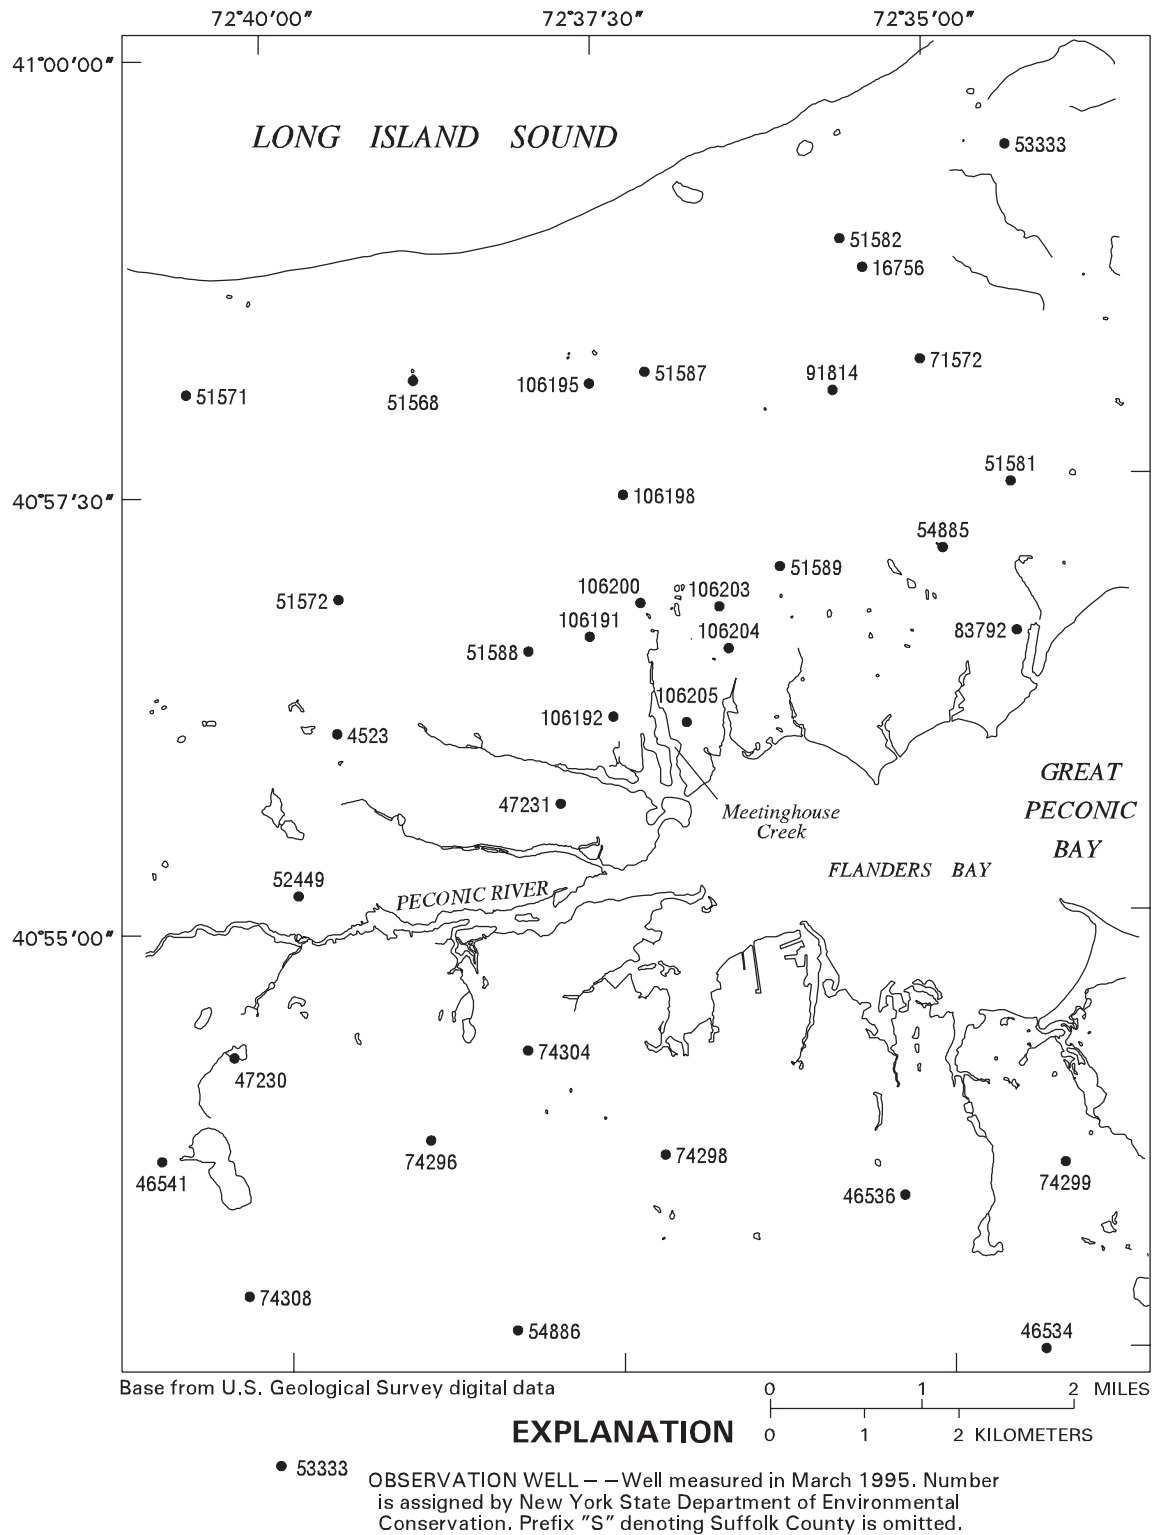 72°40'00" 72°37'30" 72°35'00"
41°00'00"
LONG ISLAND SOUND
53333
51582
16756
71572
51587
91814
106195
51568
51571
51581
106198
40°57'30"
54885
51589
106200 106203
51572
106191
106204
83792
51588
106205
106192
4523
GREAT
PECONIC
BAY
47231
Meetinghouse
Creek
FLANDERS BAY
52449
PECONIC RIVER
40°55'00"
74304
47230
74296
74298
74299
46541
46536
74308
54886
46534
Base from U.S. Geological Survey digital data
0 1 2 MILES
0 1 2 KILOMETERS
EXPLANATION
53333
OBSERVATION WELL – –Well measured in March 1995. Number
is assigned by New York State Department of Environmental
Conservation. Prefix "S" denoting Suffolk County is omitted.